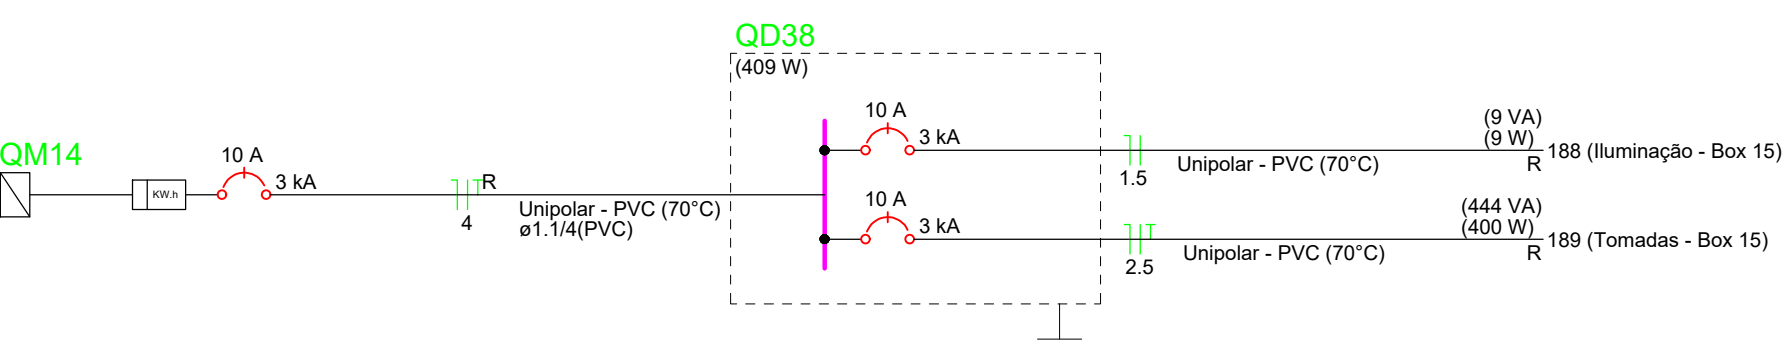 QD38
(409 W)
QM14
KW.h
10 A
3 kA
R
4
Unipolar - PVC (70°C)
ø1.1/4(PVC)
10 A
3 kA
1.5
Unipolar - PVC (70°C)
(9 VA)
(9 W)
R
188 (Iluminação - Box 15)
10 A
3 kA
2.5
Unipolar - PVC (70°C)
(444 VA)
(400 W)
R
189 (Tomadas - Box 15)